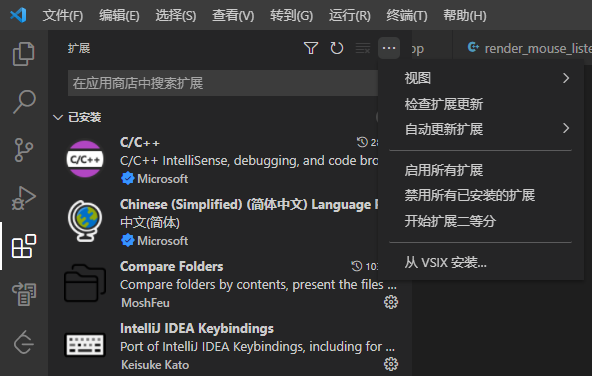 文件(F) 编辑(E) 选择(S) 查看(V) 转到(G) 运行(R) 终端(T) 帮助(H)
扩展
render_mouse_liste
在应用商店中搜索扩展
已安装
C/C++
C/C++ IntelliSense, debugging, and code bro
Microsoft
Chinese (Simplified) (简体中文) Language
中文(简体)
Microsoft
Compare Folders
Compare folders by contents, present the files ...
MoshFeu
IntelliJ IDEA Keybindings
Port of IntelliJ IDEA Keybindings, including for ...
Keisuke Kato
视图
检查扩展更新
自动更新扩展
启用所有扩展
禁用所有已安装的扩展
开始扩展二等分
从 VSIX 安装...